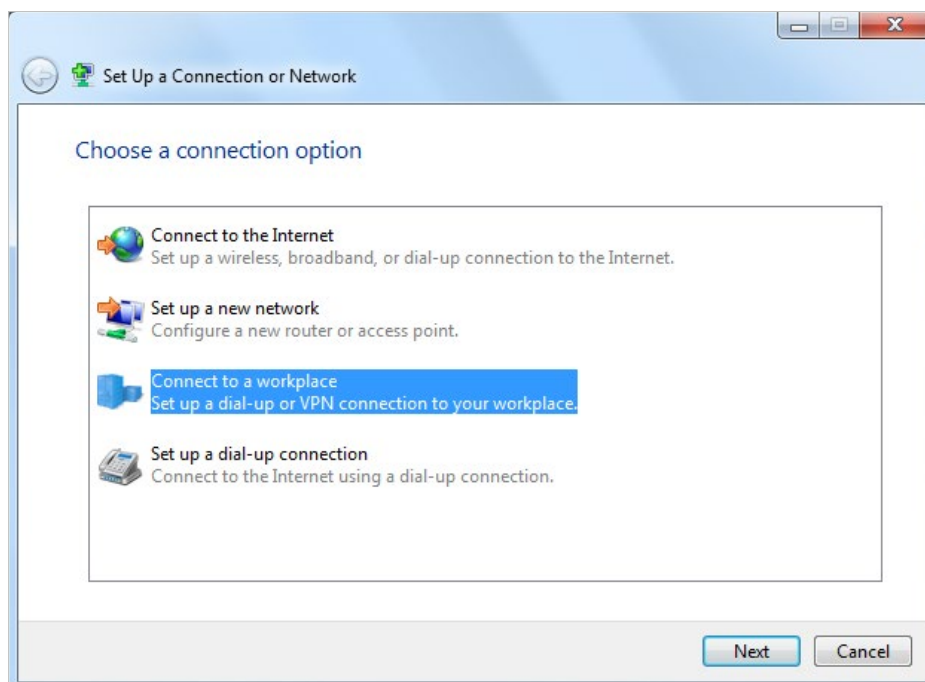 Set Up a Connection or Network
Choose a connection option
Connect to the Internet
Set up a wireless, broadband, or dial-up connection to the Internet.
Set up a new network
Configure a new router or access point.
Connect to a workplace
Set up a dial-up or VPN connection to your workplace.
Set up a dial-up connection
Connect to the Internet using a dial-up connection.
Next Cancel